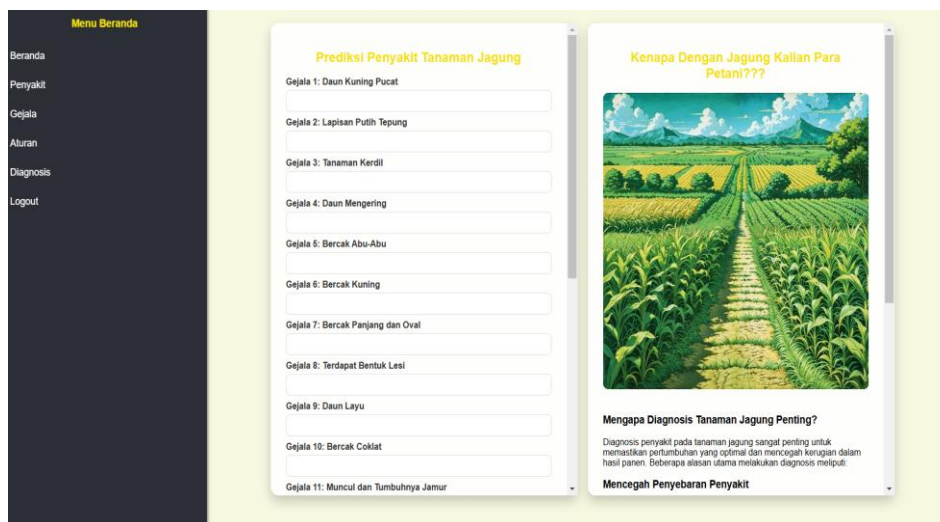 Menu Beranda
Beranda
Penyakit
Gejala
Aturan
Diagnosis
Logout
Prediksi Penyakit Tanaman Jagung
Gejala 1: Daun Kuning Pucat
Gejala 2: Lapisan Putih Tepung
Gejala 3: Tanaman Kerdil
Gejala 4: Daun Mengering
Gejala 5: Bercak Abu-Abu
Gejala 6: Bercak Kuning
Gejala 7: Bercak Panjang dan Oval
Gejala 8: Terdapat Bentuk Lesi
Gejala 9: Daun Layu
Gejala 10: Bercak Coklat
Gejala 11: Muncul dan Tumbuhnya Jamur
Kenapa Dengan Jagung Kalian Para
Petani???
Mengapa Diagnosis Tanaman Jagung Penting?
Diagnosis penyakit pada tanaman jagung sangat penting untuk
memastikan pertumbuhan yang optimal dan mencegah kerugian dalam
hasil panen. Beberapa alasan utama melakukan diagnosis meliputi:
Mencegah Penyebaran Penyakit